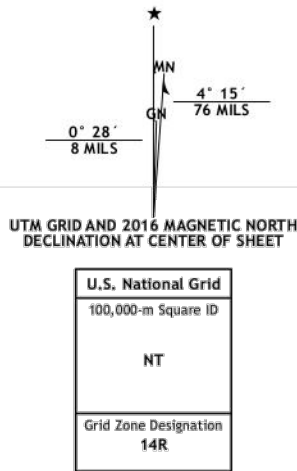 MN
GN
4° 15´
76 MILS
0° 28´
8 MILS
UTM GRID AND 2016 MAGNETIC NORTH
DECLINATION AT CENTER OF SHEET
U.S. National Grid
100,000-m Square ID
NT
Grid Zone Designation
14R